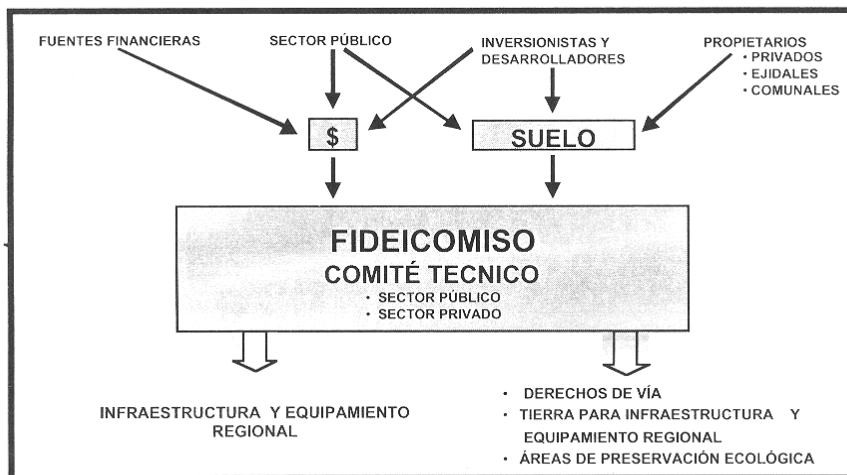 FUENTES FINANCIERAS
SECTOR PÚBLICO
INVERSIONISTAS Y
DESARROLLADORES
PROPIETARIOS
• PRIVADOS
• EJIDALES
• COMUNALES
$
SUELO
FIDEICOMISO
COMITÉ TECNICO
• SECTOR PÚBLICO
• SECTOR PRIVADO
INFRAESTRUCTURA Y EQUIPAMIENTO
REGIONAL
• DERECHOS DE VÍA
• TIERRA PARA INFRAESTRUCTURA Y
EQUIPAMIENTO REGIONAL
• ÁREAS DE PRESERVACIÓN ECOLÓGICA